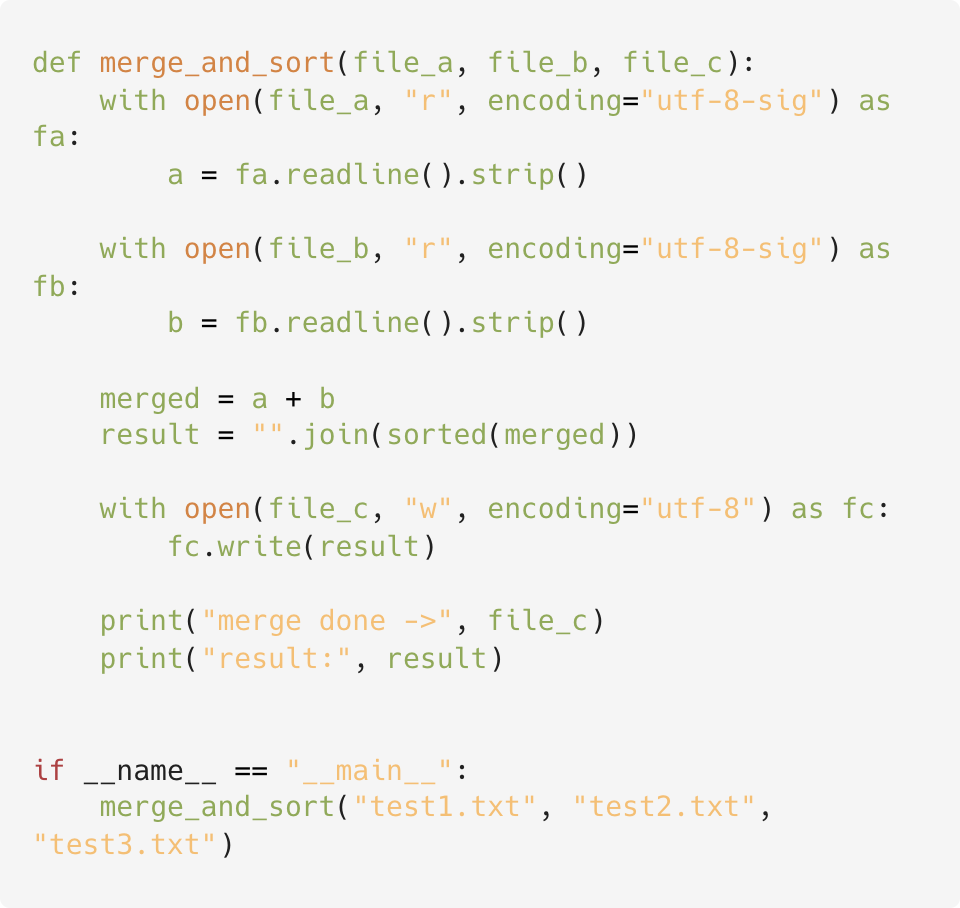 def merge_and_sort(file_a, file_b, file_c):
    with open(file_a, "r", encoding="utf-8-sig") as
fa:
        a = fa.readline().strip()

    with open(file_b, "r", encoding="utf-8-sig") as
fb:
        b = fb.readline().strip()

    merged = a + b
    result = "".join(sorted(merged))

    with open(file_c, "w", encoding="utf-8") as fc:
        fc.write(result)

    print("merge done ->", file_c)
    print("result:", result)


if __name__ == "__main__":
    merge_and_sort("test1.txt", "test2.txt",
"test3.txt")